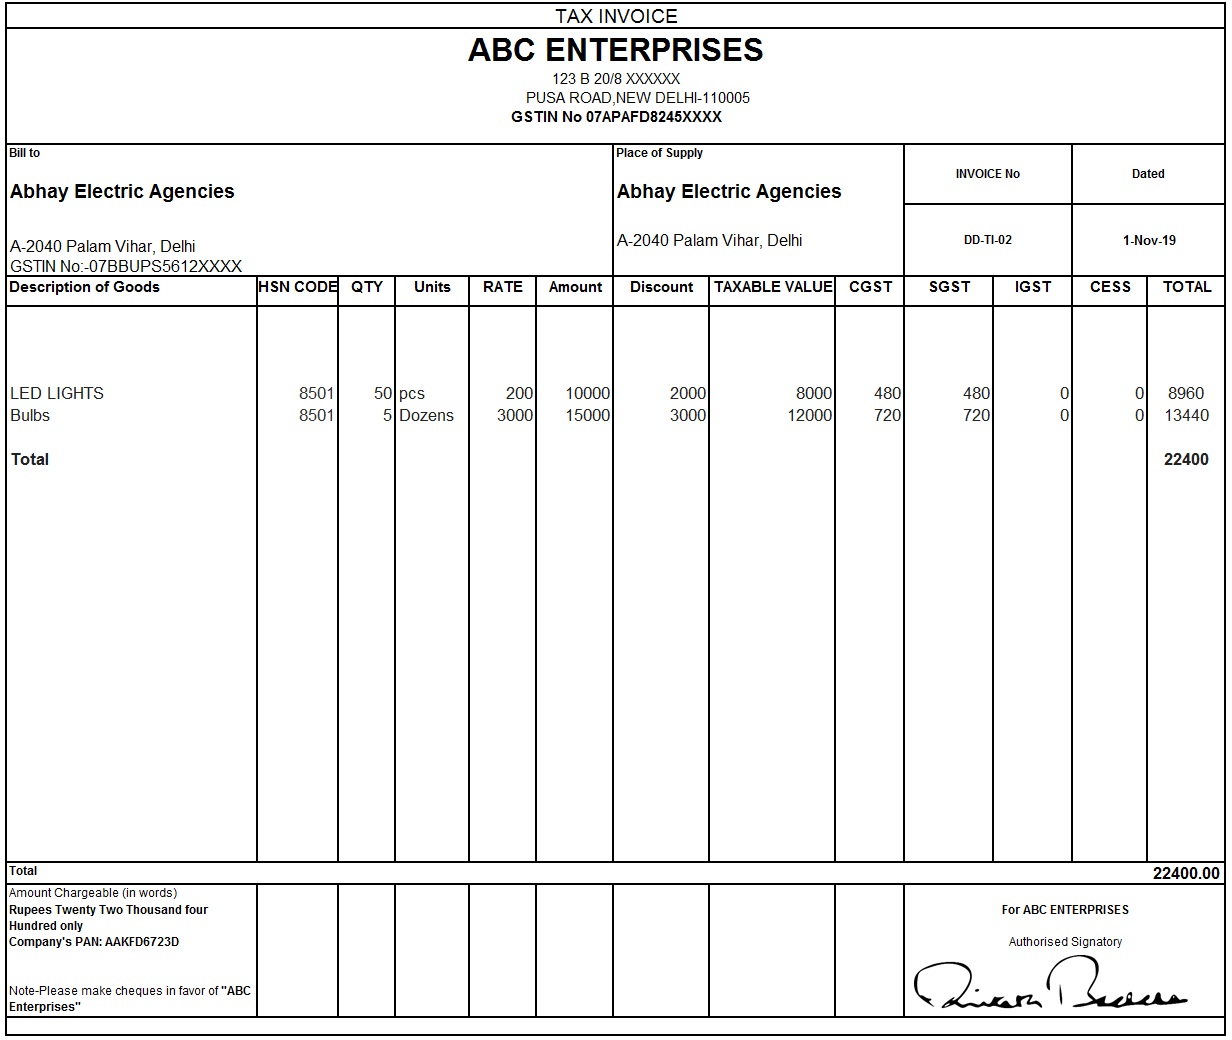 TAX INVOICE
ABC ENTERPRISES
123 B 20/8 XXXXXX
PUSA ROAD,NEW DELHI-110005
GSTIN No 07APAFD8245XXXX
Bill to
Abhay Electric Agencies
A-2040 Palam Vihar, Delhi
GSTIN No:-07BBUPS5612XXXX
Place of Supply
Abhay Electric Agencies
A-2040 Palam Vihar, Delhi
INVOICE No Dated
DD-TI-02 1-Nov-19
Description of Goods HSN CODE QTY Units RATE Amount Discount TAXABLE VALUE CGST SGST IGST CESS TOTAL
LED LIGHTS 8501 50 pcs 200 10000 2000 8000 480 480 0 0 8960
Bulbs 8501 5 Dozens 3000 15000 3000 12000 720 720 0 0 13440
Total 22400
Total 22400.00
Amount Chargeable (in words)
Rupees Twenty Two Thousand four
Hundred only
Company's PAN: AAKFD6723D
Note-Please make cheques in favor of "ABC
Enterprises"
For ABC ENTERPRISES
Authorised Signatory